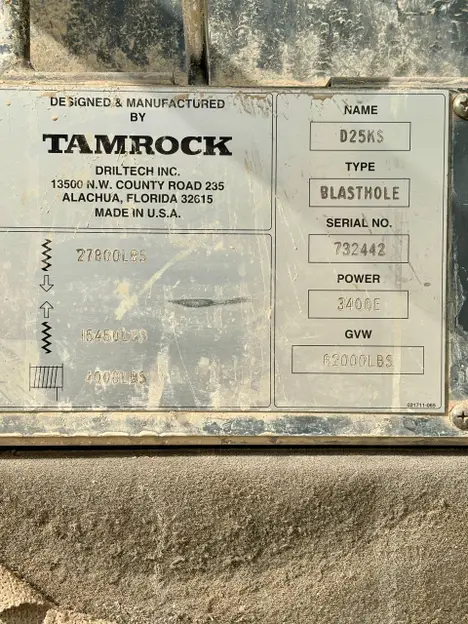 DESIGNED & MANUFACTURED
BY
TAMROCK
DRILTECH INC.
13500 N.W. COUNTY ROAD 235
ALACHUA, FLORIDA 32615
MADE IN U.S.A.
27800LBS
15450LBS
NAME
D25KS
TYPE
BLASTHOLE
SERIAL NO.
732442
POWER
3406E
GVW
62000LBS
021711-065